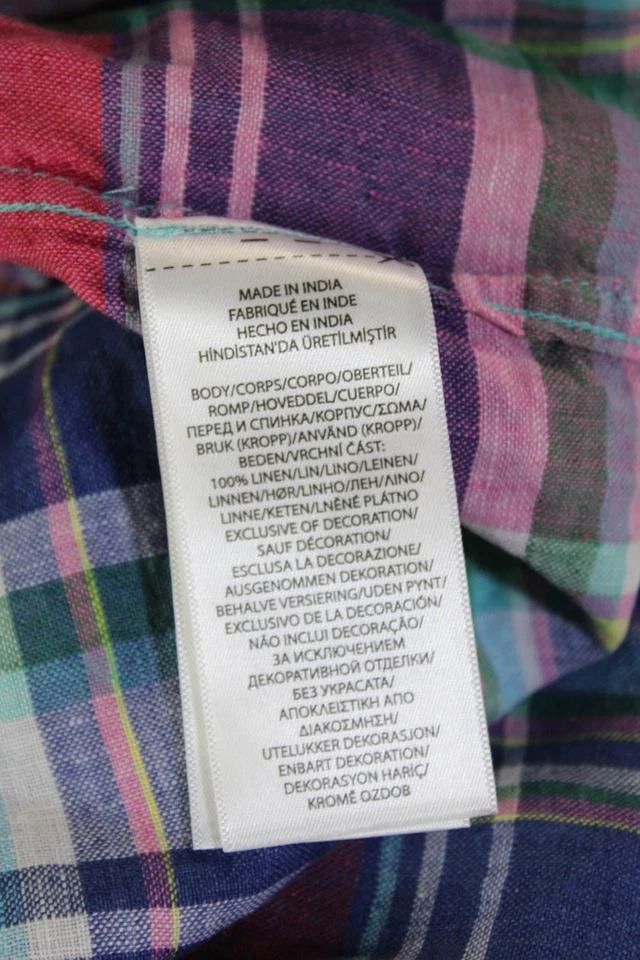 MADE IN INDIA
FABRIQUÉ EN INDE
HECHO EN INDIA
HİNDİSTAN'DA ÜRETİLMİŞTİR
BODY/CORPS/CORPO/OBERTEIL/
ROMP/HOVEDDEL/CUERPO/
ПЕРЕД И СПИНКА/КОРПУС/ΣΩΜΑ/
BRUK (KROPP)/ANVÄND (KROPP)/
BEDEN/VRCHNÍ ČÁST:
100% LINEN/LIN/LINO/LEINEN/
LINNEN/HØR/LINHO/ЛЕН/ΛΙΝΟ/
LINNE/KETEN/LNĚNÉ PLÁTNO
EXCLUSIVE OF DECORATION/
SAUF DÉCORATION/
ESCLUSA LA DECORAZIONE/
AUSGENOMMEN DEKORATION/
BEHALVE VERSIERING/UDEN PYNT/
EXCLUSIVO DE LA DECORACIÓN/
NÃO INCLUI DECORAÇÃO/
ЗА ИСКЛЮЧЕНИЕМ
ДЕКОРАТИВНОЙ ОТДЕЛКИ/
БЕЗ УКРАСАТА/
ΑΠΟΚΛΕΙΣΤΙΚΗ ΑΠΟ
ΔΙΑΚΟΣΜΗΣΗ/
UTELUKKER DEKORASJON/
ENBART DEKORATION/
DEKORASYON HARİÇ/
KROMĚ OZDOB